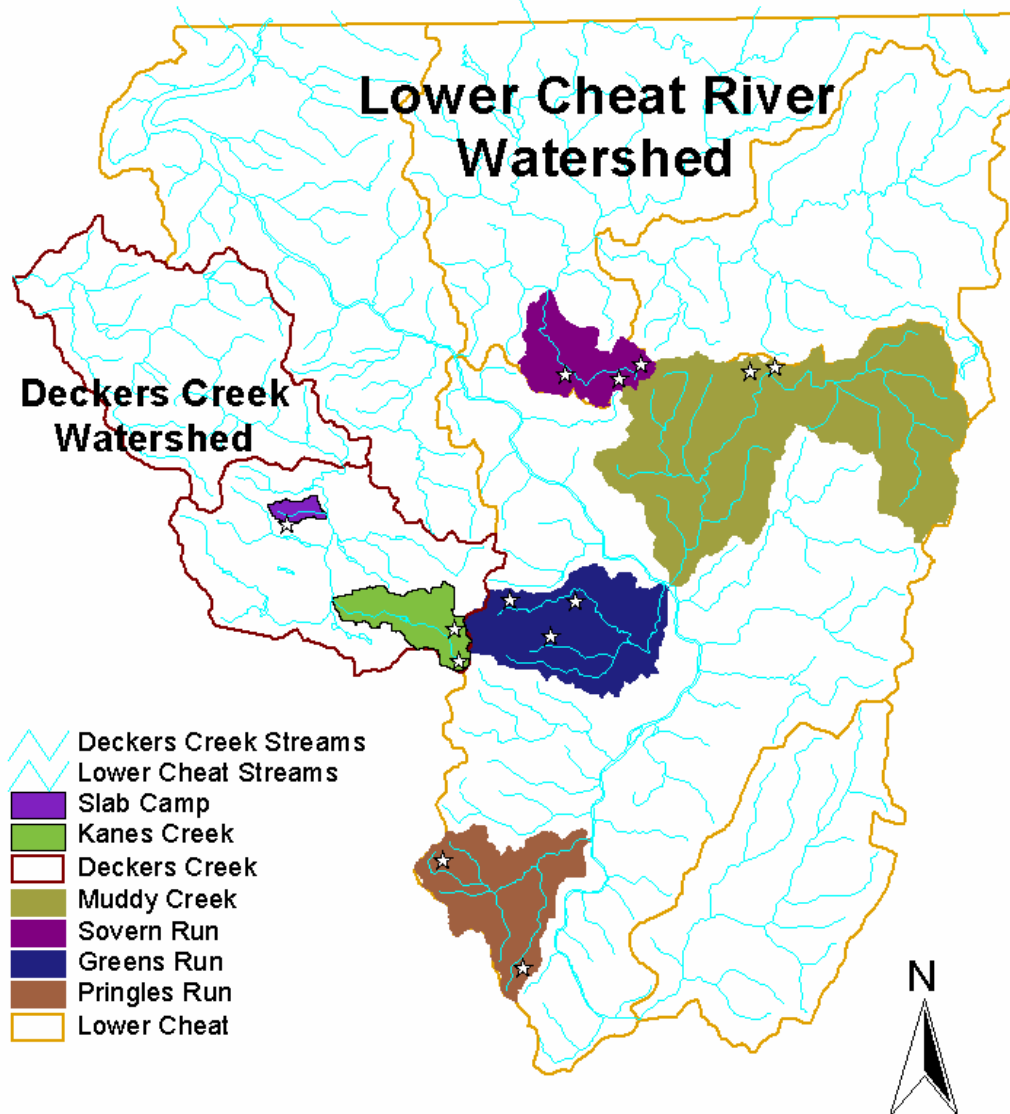 Lower Cheat River
Watershed
Deckers Creek
Watershed
Deckers Creek Streams
Lower Cheat Streams
Slab Camp
Kanes Creek
Deckers Creek
Muddy Creek
Sovern Run
Greens Run
Pringles Run
Lower Cheat
N